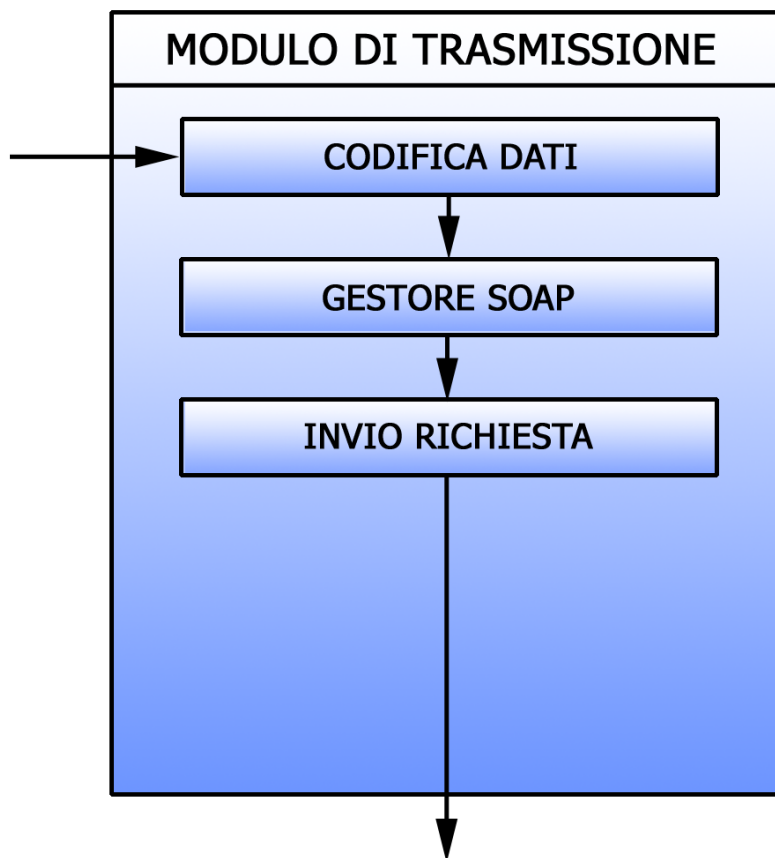 MODULO DI TRASMISSIONE
CODIFICA DATI
GESTORE SOAP
INVIO RICHIESTA